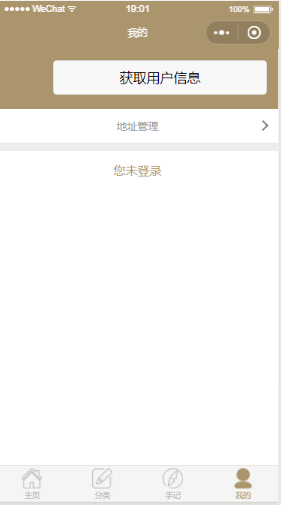 WeChat 19:01 100%
我的
获取用户信息
地址管理
您未登录
主页 分类 手记 我的